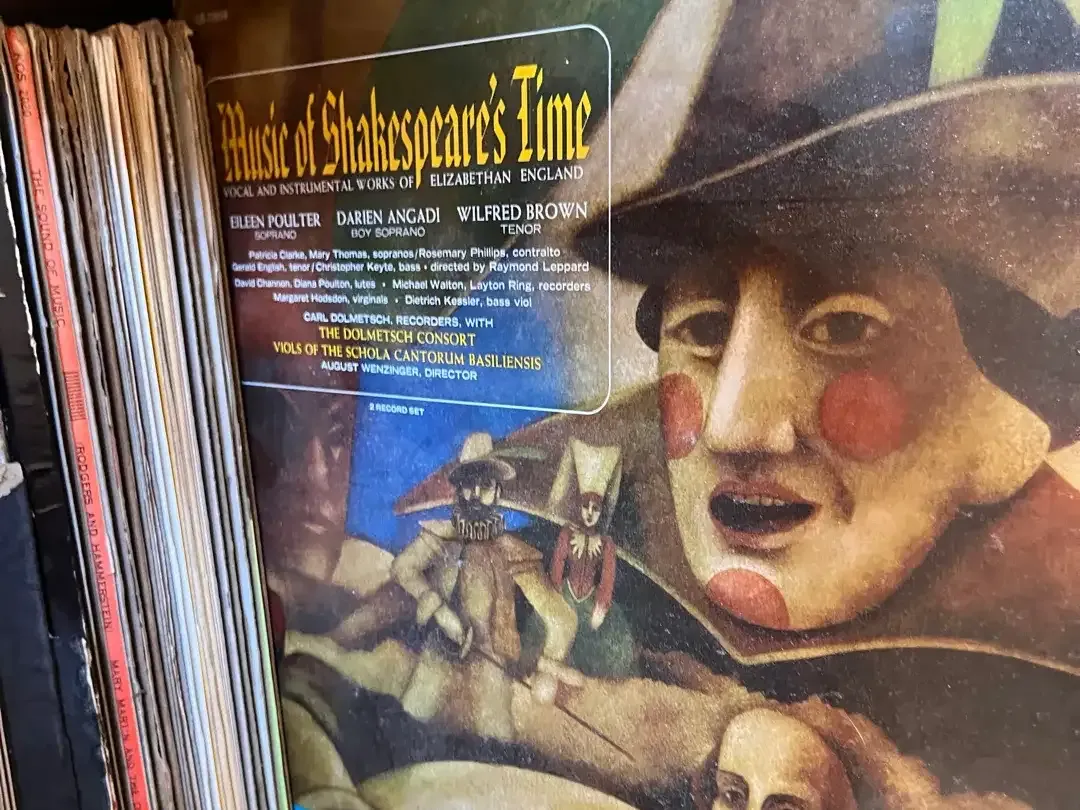 Music of Shakespeare's Time
VOCAL AND INSTRUMENTAL WORKS OF ELIZABETHAN ENGLAND
EILEEN POULTER DARIEN ANGADI WILFRED BROWN
SOPRANO BOY SOPRANO TENOR
Patricia Clarke, Mary Thomas, sopranos/Rosemary Phillips, contralto
Gerald English, tenor/Christopher Keyte, bass • directed by Raymond Leppard
David Channon, Diana Poulton, lutes • Michael Walton, Layton Ring, recorders
Margaret Hodsdon, virginals • Dietrich Kessler, bass viol
CARL DOLMETSCH, RECORDERS, WITH
THE DOLMETSCH CONSORT
VIOLS OF THE SCHOLA CANTORUM BASILIENSIS
AUGUST WENZINGER, DIRECTOR
2 RECORD SET
THE SOUND OF MUSIC
RODGERS AND HAMMERSTEIN
MARY MARTIN AND